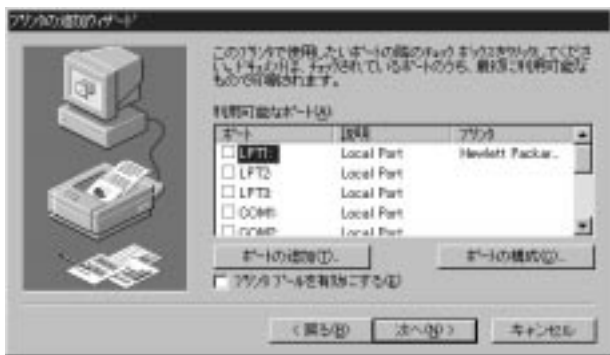 プリンタの追加ウィザード
このプリンタで使用したいポートの隣のチェック ボックスをクリックしてくださ
い。ドキュメントは、チェックされているポートのうち、最初に利用可能な
もので印刷されます。
利用可能なポート(A)
ポート 説明 プリンタ
LPT1: Local Port Hewlett Packar...
LPT2: Local Port
LPT3: Local Port
COM1: Local Port
COM2: Local Port
ポートの追加(T)... ポートの構成(C)...
プリンタ プールを有効にする(E)
< 戻る(B) 次へ(N) > キャンセル